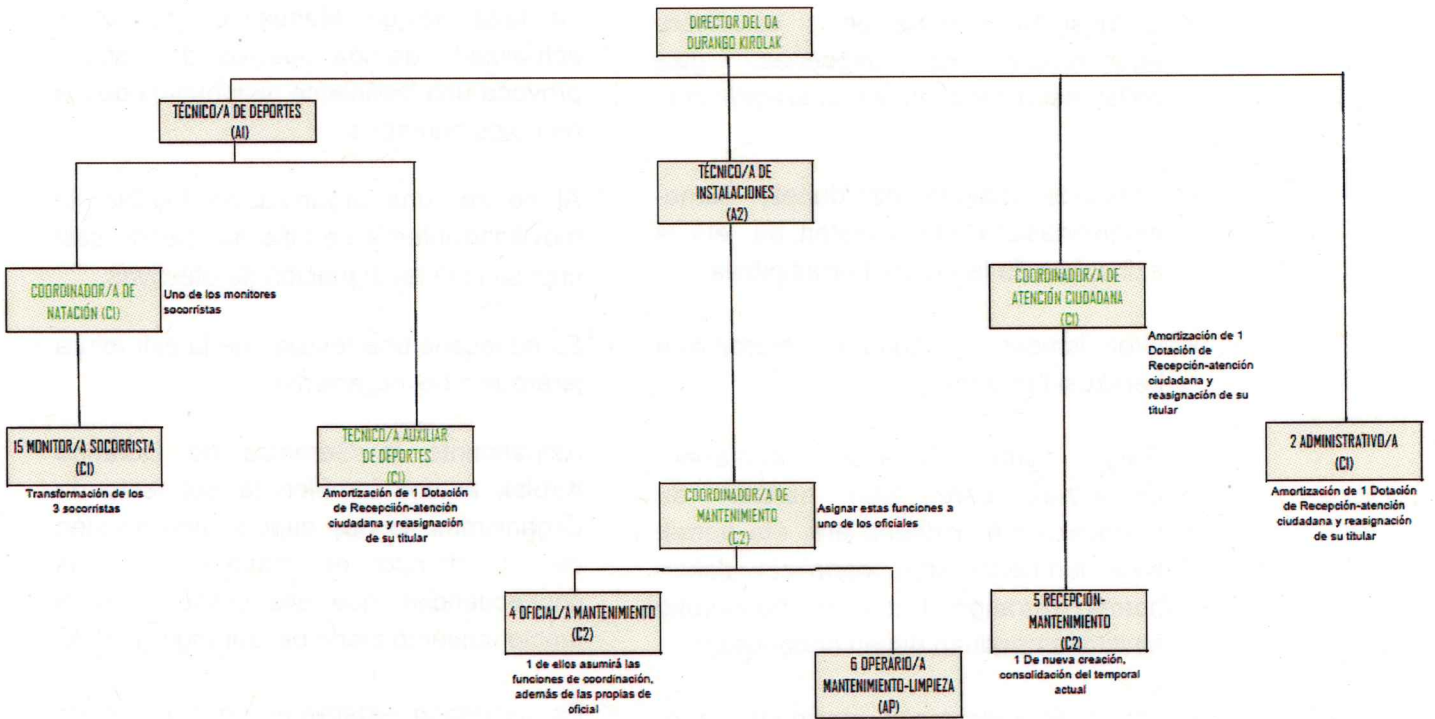 DIRECTOR DEL OA
DURANGO KIROLAK
TÉCNICO/A DE DEPORTES
(A1)
TÉCNICO/A DE
INSTALACIONES
(A2)
COORDINADOR/A DE
NATACIÓN (C1)
Uno de los monitores
socorristas
COORDINADOR/A DE
ATENCIÓN CIUDADANA
(C1)
Amortización de 1
Dotación de
Recepción-atención
ciudadana y
reasignación de su
titular
15 MONITOR/A SOCORRISTA
(C1)
Transformación de los
3 socorristas
TECNICO/A AUXILIAR
DE DEPORTES
(C1)
Amortización de 1 Dotación
de Recepción-atención
ciudadana y reasignación
de su titular
2 ADMINISTRATIVO/A
(C1)
Amortización de 1 Dotación
de Recepción-atención
ciudadana y reasignación
de su titular
COORDINADOR/A DE
MANTENIMIENTO
(C2)
Asignar estas funciones a
uno de los oficiales
4 OFICIAL/A MANTENIMIENTO
(C2)
1 de ellos asumirá las
funciones de coordinación,
además de las propias de
oficial
6 OPERARIO/A
MANTENIMIENTO-LIMPIEZA
(AP)
5 RECEPCIÓN-
MANTENIMIENTO
(C2)
1 De nueva creación,
consolidación del temporal
actual